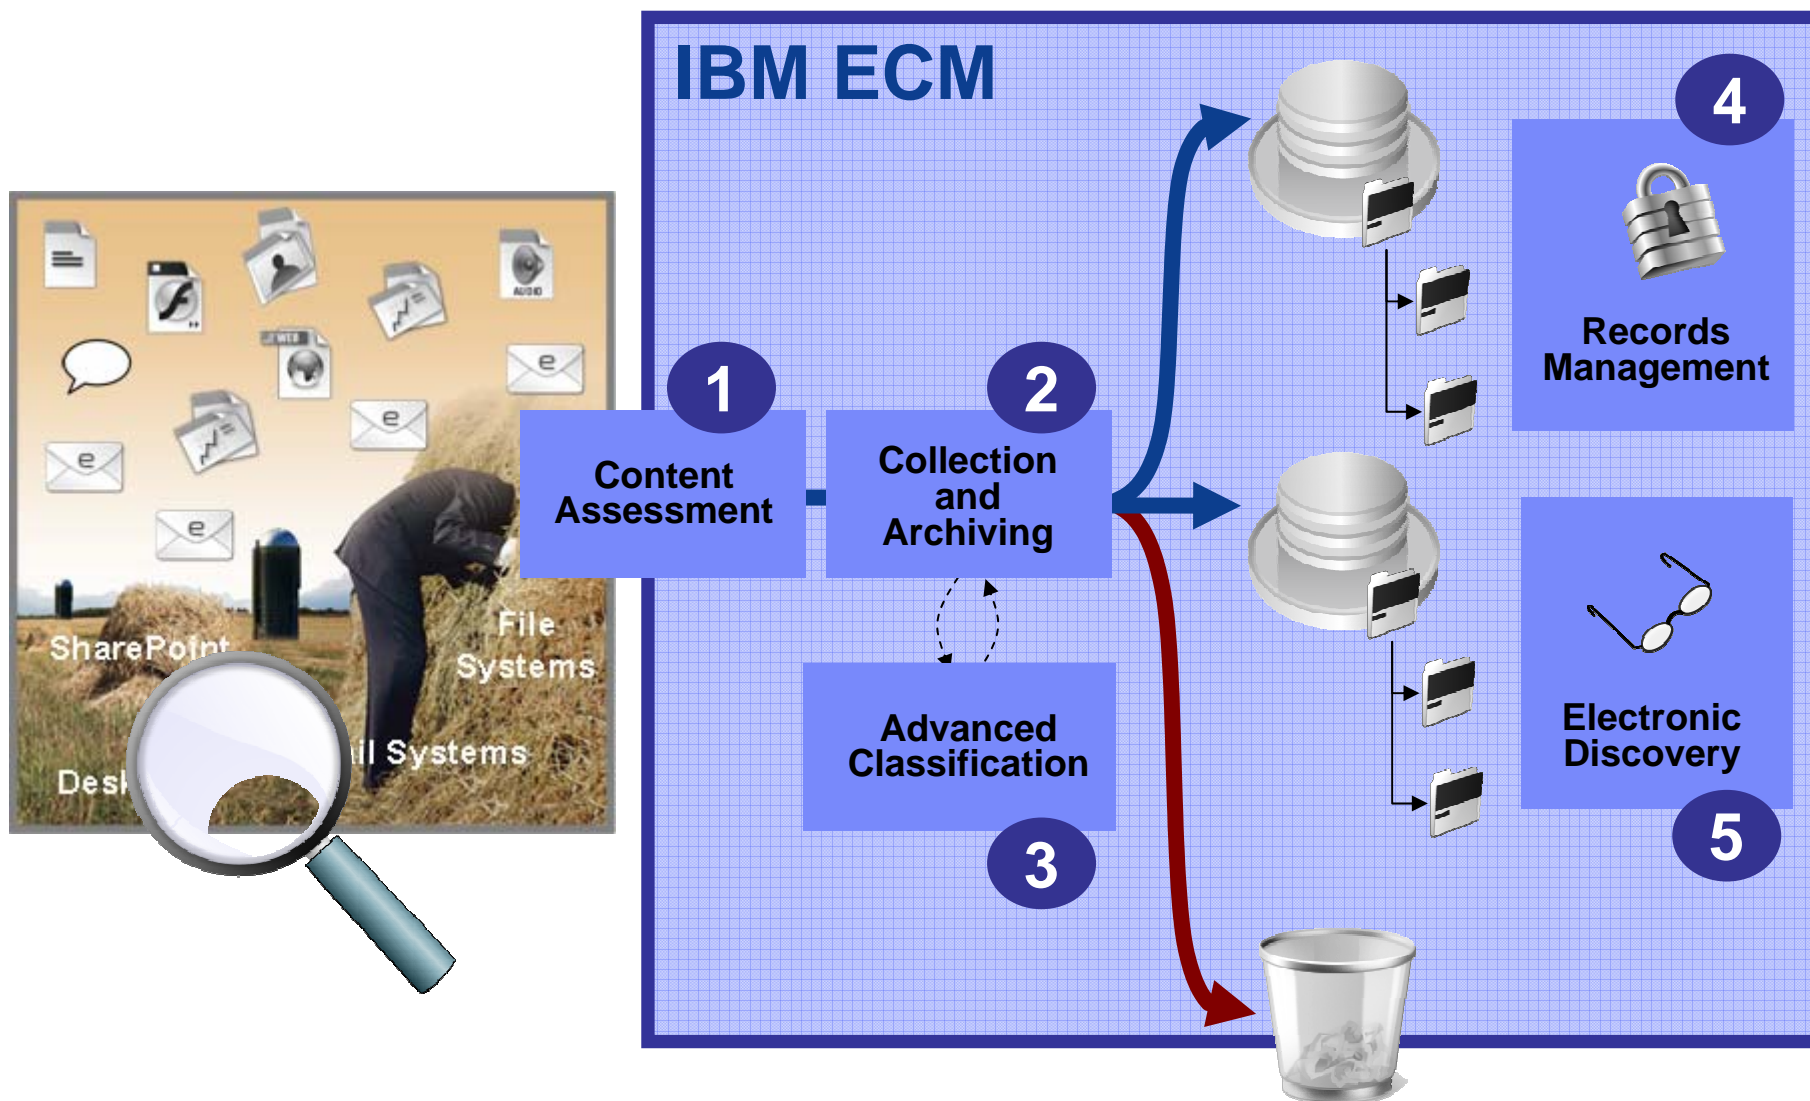 IBM ECM
AUDIO
WEB
e
e
e
e
SharePoint
File
Systems
Desk
il Systems
1
Content
Assessment
2
Collection
and
Archiving
Advanced
Classification
3
4
Records
Management
Electronic
Discovery
5